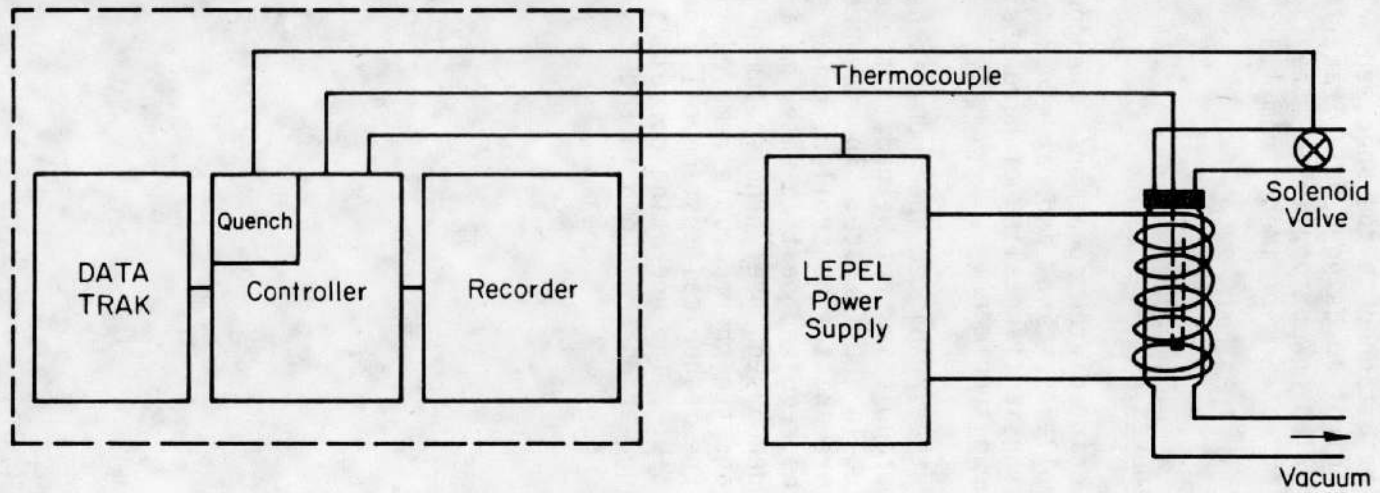 Thermocouple
Solenoid
Valve
Quench
DATA
TRAK
Controller
Recorder
LEPEL
Power
Supply
Vacuum